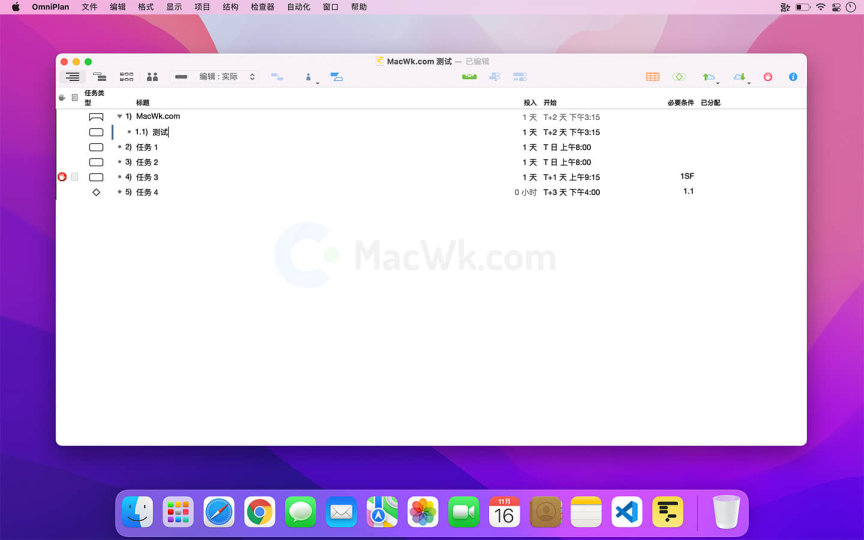 OmniPlan 文件 编辑 格式 显示 项目 结构 检查器 自动化 窗口 帮助
MacWk.com 测试 — 已编辑
编辑：实际
任务类型 标题 投入 开始 必要条件 已分配
1) MacWk.com 1 天 T+2 天 下午3:15
1.1) 测试 1 天 T+2 天 下午3:15
2) 任务 1 1 天 T 日 上午8:00
3) 任务 2 1 天 T 日 上午8:00
4) 任务 3 1 天 T+1 天 上午9:15 1SF
5) 任务 4 0 小时 T+3 天 下午4:00 1.1
MacWk.com
11月
16